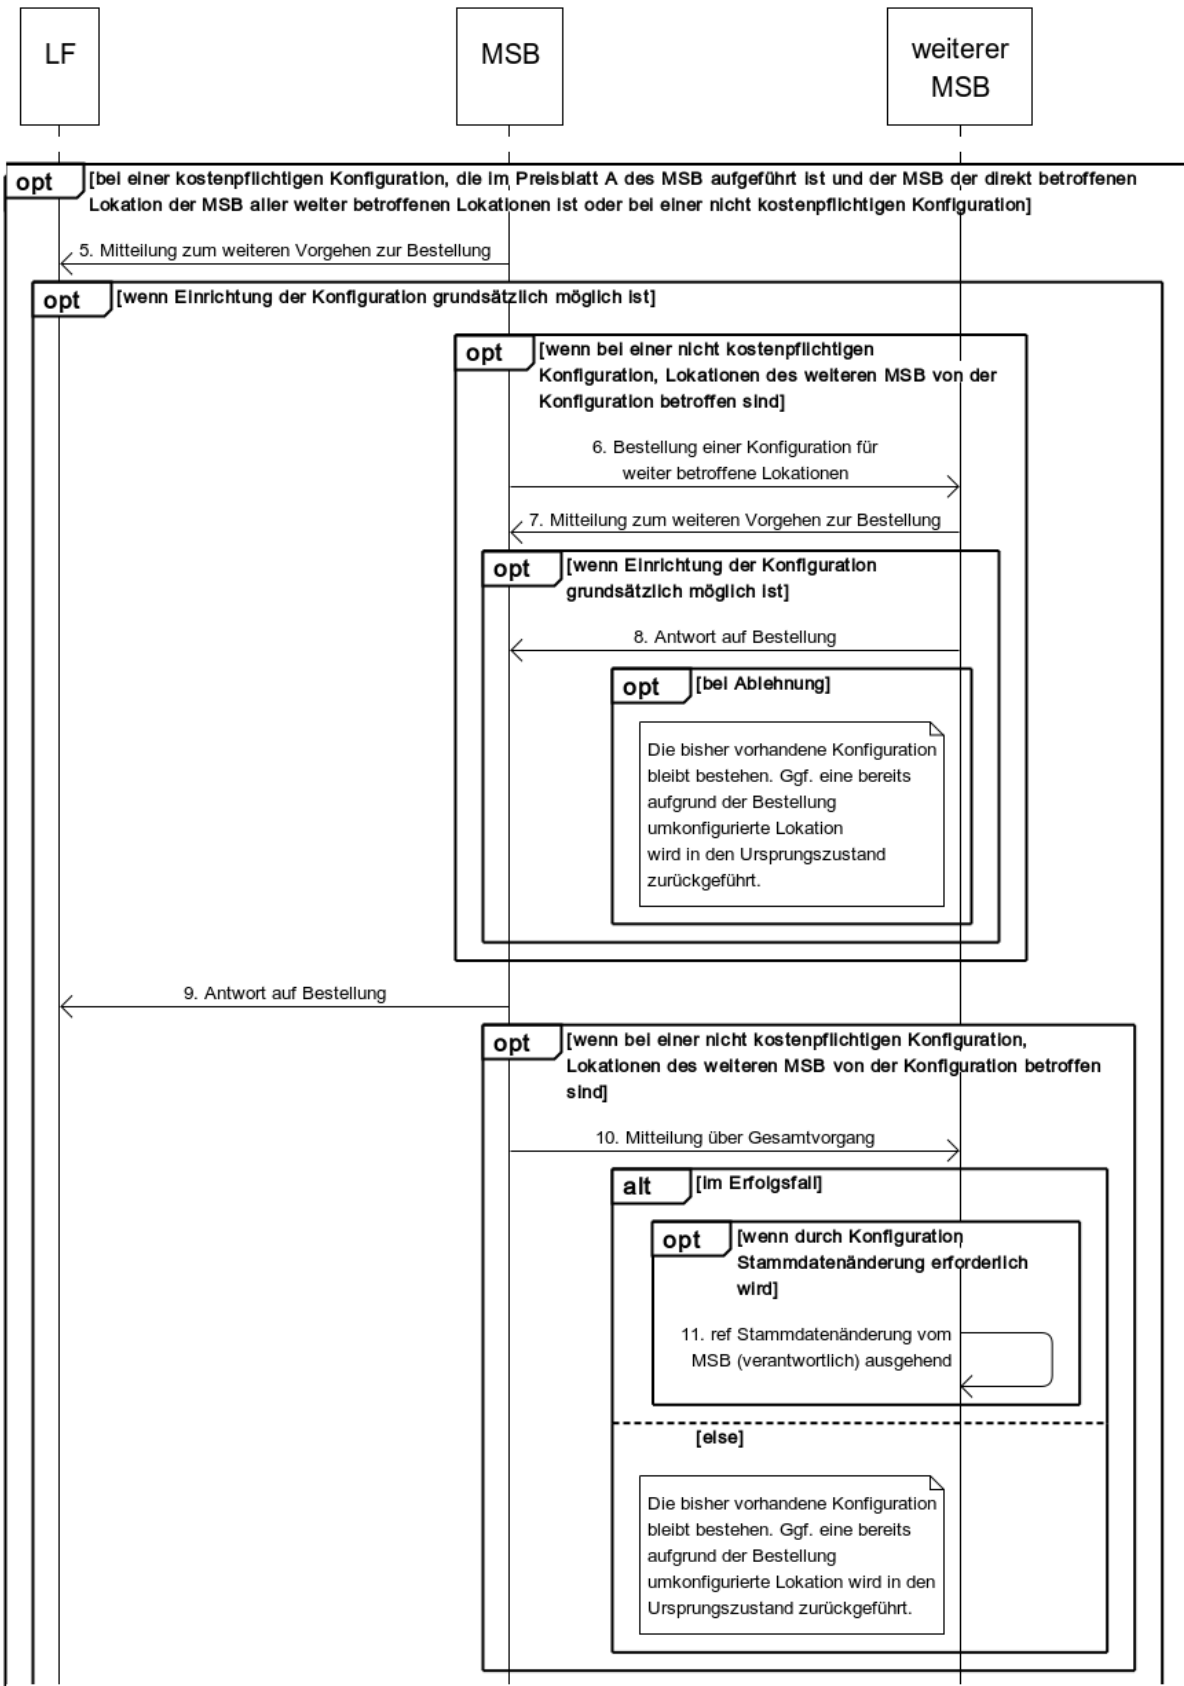 LF
MSB
weiterer
MSB
opt
[bei einer kostenpflichtigen Konfiguration, die im Preisblatt A des MSB aufgeführt ist und der MSB der direkt betroffenen
Lokation der MSB aller weiter betroffenen Lokationen ist oder bei einer nicht kostenpflichtigen Konfiguration]
5. Mitteilung zum weiteren Vorgehen zur Bestellung
opt
[wenn Einrichtung der Konfiguration grundsätzlich möglich ist]
opt
[wenn bei einer nicht kostenpflichtigen
Konfiguration, Lokationen des weiteren MSB von der
Konfiguration betroffen sind]
6. Bestellung einer Konfiguration für
weiter betroffene Lokationen
7. Mitteilung zum weiteren Vorgehen zur Bestellung
opt
[wenn Einrichtung der Konfiguration
grundsätzlich möglich ist]
8. Antwort auf Bestellung
opt
[bei Ablehnung]
Die bisher vorhandene Konfiguration
bleibt bestehen. Ggf. eine bereits
aufgrund der Bestellung
umkonfigurierte Lokation
wird in den Ursprungszustand
zurückgeführt.
9. Antwort auf Bestellung
opt
[wenn bei einer nicht kostenpflichtigen Konfiguration,
Lokationen des weiteren MSB von der Konfiguration betroffen
sind]
10. Mitteilung über Gesamtvorgang
alt
[im Erfolgsfall]
opt
[wenn durch Konfiguration
Stammdatenänderung erforderlich
wird]
11. ref Stammdatenänderung vom
MSB (verantwortlich) ausgehend
[else]
Die bisher vorhandene Konfiguration
bleibt bestehen. Ggf. eine bereits
aufgrund der Bestellung
umkonfigurierte Lokation wird in den
Ursprungszustand zurückgeführt.